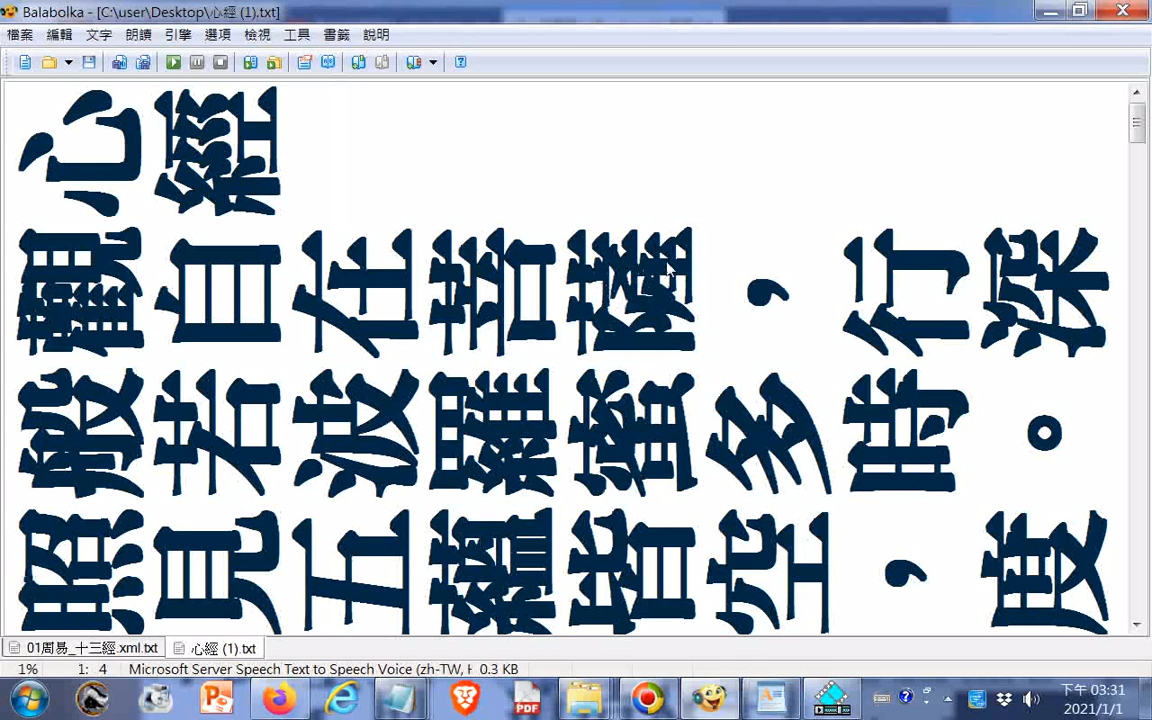 Balabolka - [C:\user\Desktop\心經 (1).txt]
檔案 編輯 文字 朗讀 引擎 選項 檢視 工具 書籤 說明
心經
觀自在菩薩，行深
般若波羅蜜多時。
照見五蘊皆空，度
01周易_十三經.xml.txt 心經 (1).txt
1% 1: 4 Microsoft Server Speech Text to Speech Voice (zh-TW, H 0.3 KB
PDF
下午 03:31
2021/1/1